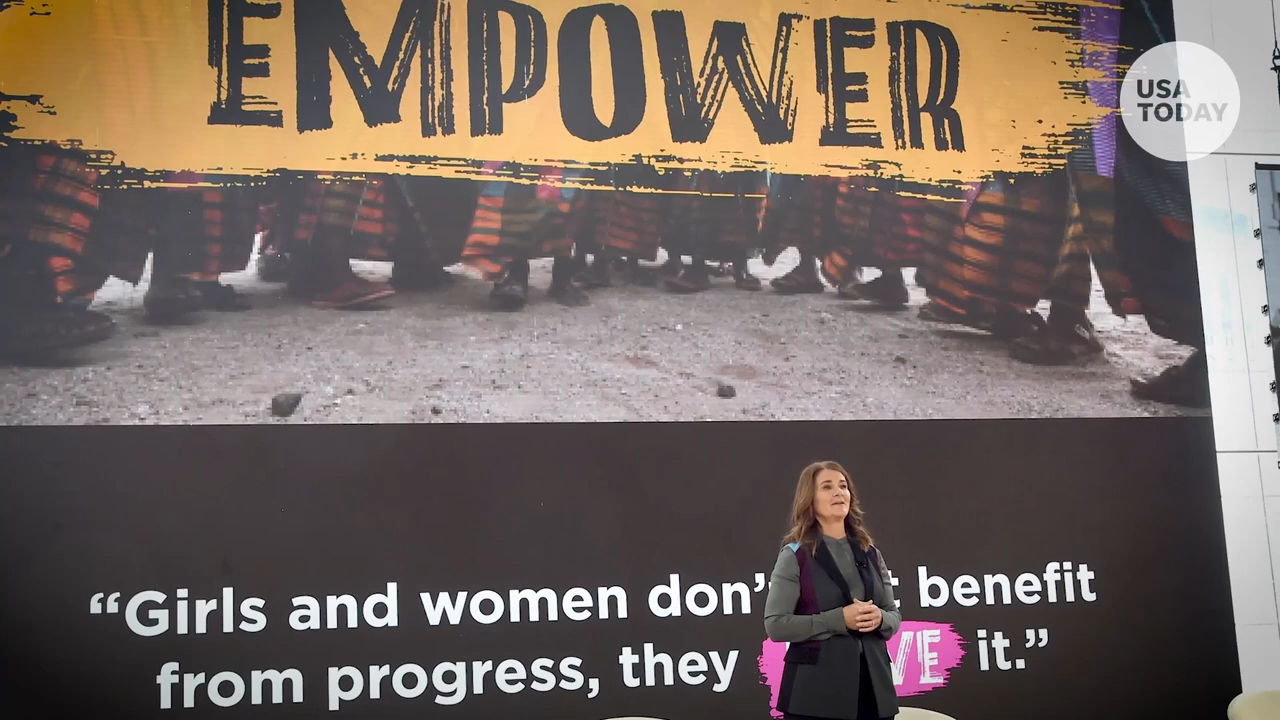 EMPOWER
USA
TODAY
“Girls and women don’t benefit
from progress, they it.”